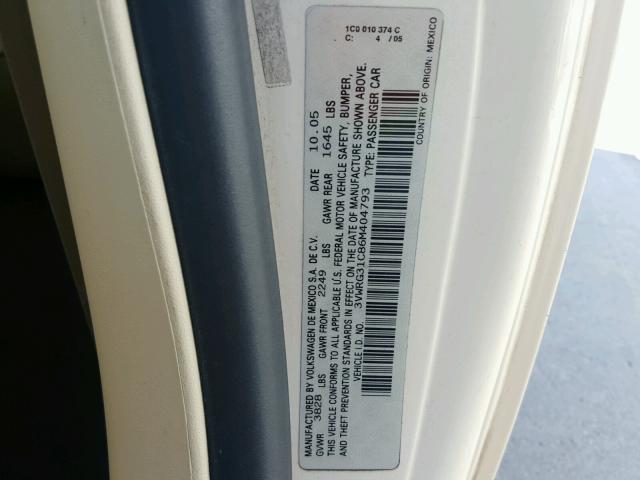 MANUFACTURED BY VOLKSWAGEN DE MEXICO S.A. DE C.V. DATE 10.05
GVWR 3828 LBS GAWR FRONT 2249 LBS GAWR REAR 1645 LBS
THIS VEHICLE CONFORMS TO ALL APPLICABLE U.S. FEDERAL MOTOR VEHICLE SAFETY, BUMPER,
AND THEFT PREVENTION STANDARDS IN EFFECT ON THE DATE OF MANUFACTURE SHOWN ABOVE.
VEHICLE I.D. NO. 3VWRG31C86M404793 TYPE: PASSENGER CAR
COUNTRY OF ORIGIN: MEXICO
1C0 010 374 C
C: 4 / 05